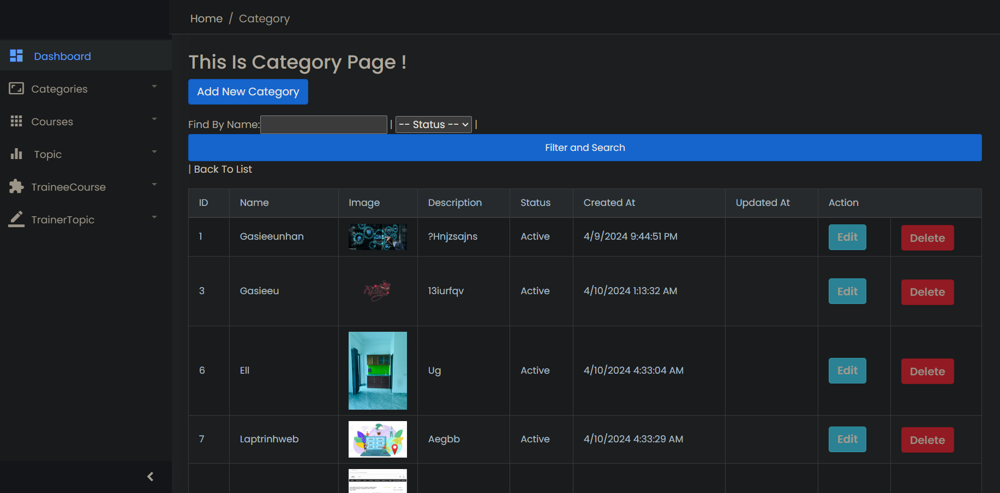 Home / Category
Dashboard
Categories
Courses
Topic
TraineeCourse
TrainerTopic
This Is Category Page !
Add New Category
Find By Name: | -- Status -- |
Filter and Search
| Back To List
ID Name Image Description Status Created At Updated At Action
1 Gasieeunhan DNS ?Hnjzsajns Active 4/9/2024 9:44:51 PM Edit Delete
3 Gasieeu 13iurfqv Active 4/10/2024 1:13:32 AM Edit Delete
6 Ell Ug Active 4/10/2024 4:33:04 AM Edit Delete
7 Laptrinhweb Aegbb Active 4/10/2024 4:33:29 AM Edit Delete